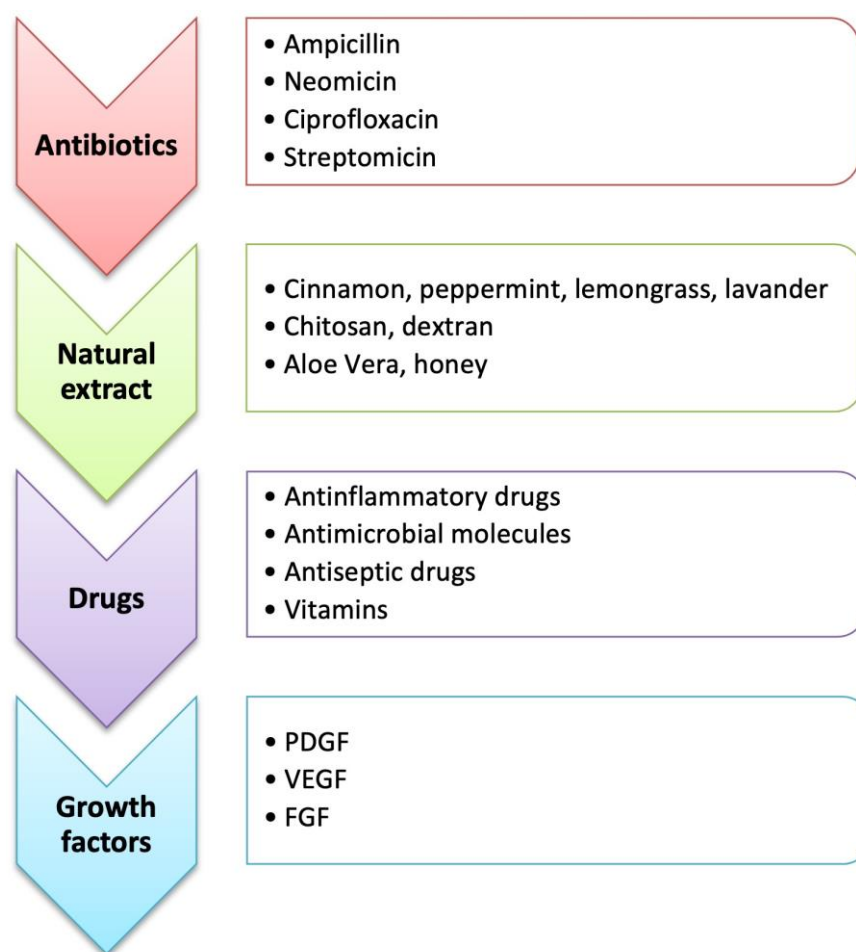 Antibiotics
• Ampicillin
• Neomicin
• Ciprofloxacin
• Streptomicin
Natural
extract
• Cinnamon, peppermint, lemongrass, lavander
• Chitosan, dextran
• Aloe Vera, honey
Drugs
• Antinflammatory drugs
• Antimicrobial molecules
• Antiseptic drugs
• Vitamins
Growth
factors
• PDGF
• VEGF
• FGF